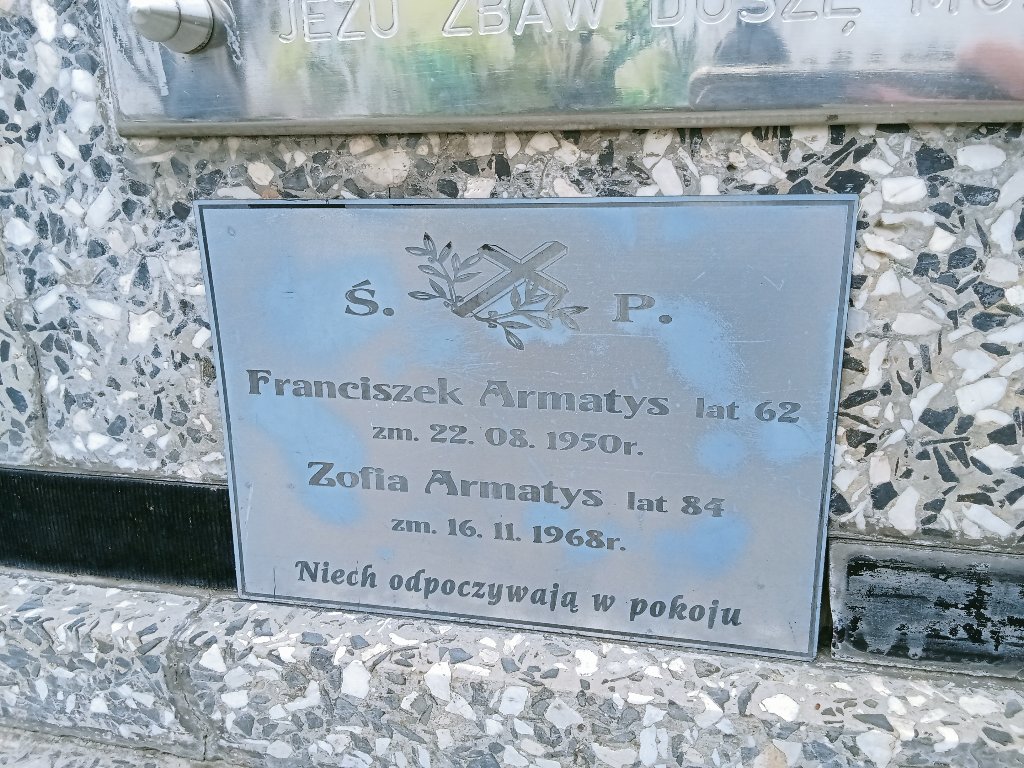 JEZU ZBAW DUSZĘ
Ś. P.
Franciszek Armatys lat 62
zm. 22. 08. 1950r.
Zofia Armatys lat 84
zm. 16. 11. 1968r.
Niech odpoczywają w pokoju